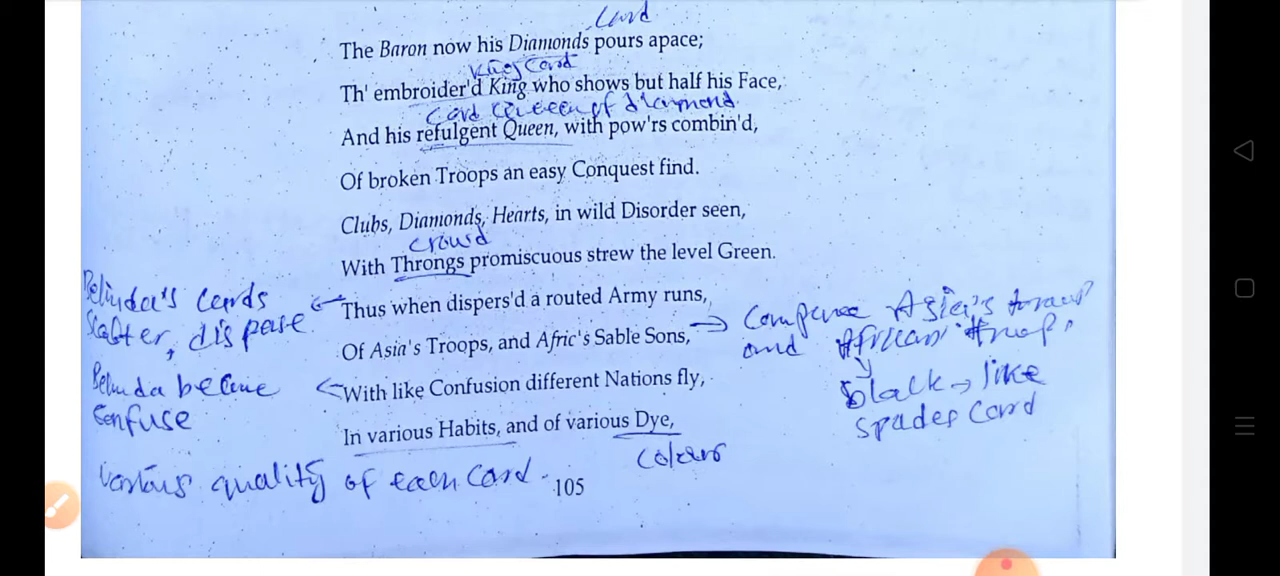 Card
The Baron now his Diamonds pours apace;
King Card
Th' embroider'd King who shows but half his Face,
Card Queen of diamond.
And his refulgent Queen, with pow'rs combin'd,
Of broken Troops an easy Conquest find.
Clubs, Diamonds, Hearts, in wild Disorder seen,
crowd
With Throngs promiscuous strew the level Green.
Belinda's Cards
Scatter, dispese.
Thus when dispers'd a routed Army runs,
Of Asia's Troops, and Afric's Sable Sons,
Compare Asia's
and African
black → like
spades Card
Belinda become
Confuse
With like Confusion different Nations fly,
In various Habits, and of various Dye,
Colour
Various quality of each Card.
105